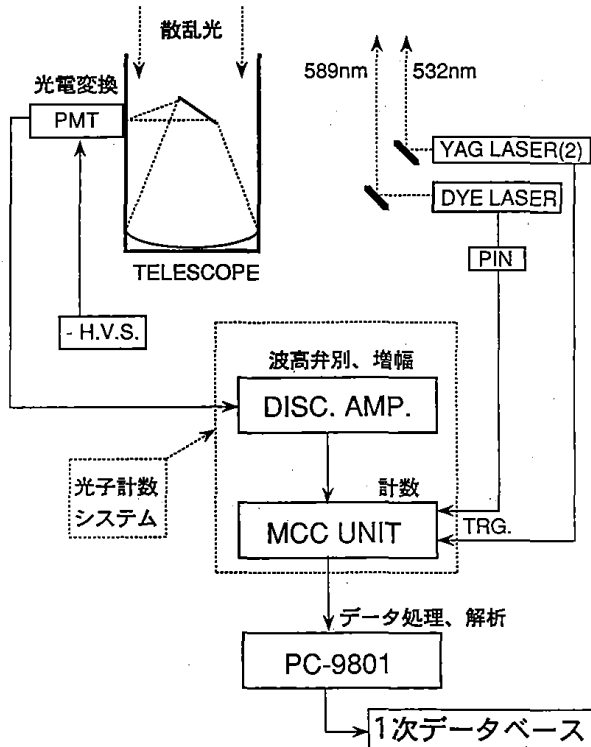 散乱光
589nm
532nm
光電変換
PMT
YAG LASER(2)
DYE LASER
PIN
TELESCOPE
- H.V.S.
波高弁別、増幅
DISC. AMP.
光子計数
システム
計数
MCC UNIT
TRG.
データ処理、解析
PC-9801
1次データベース